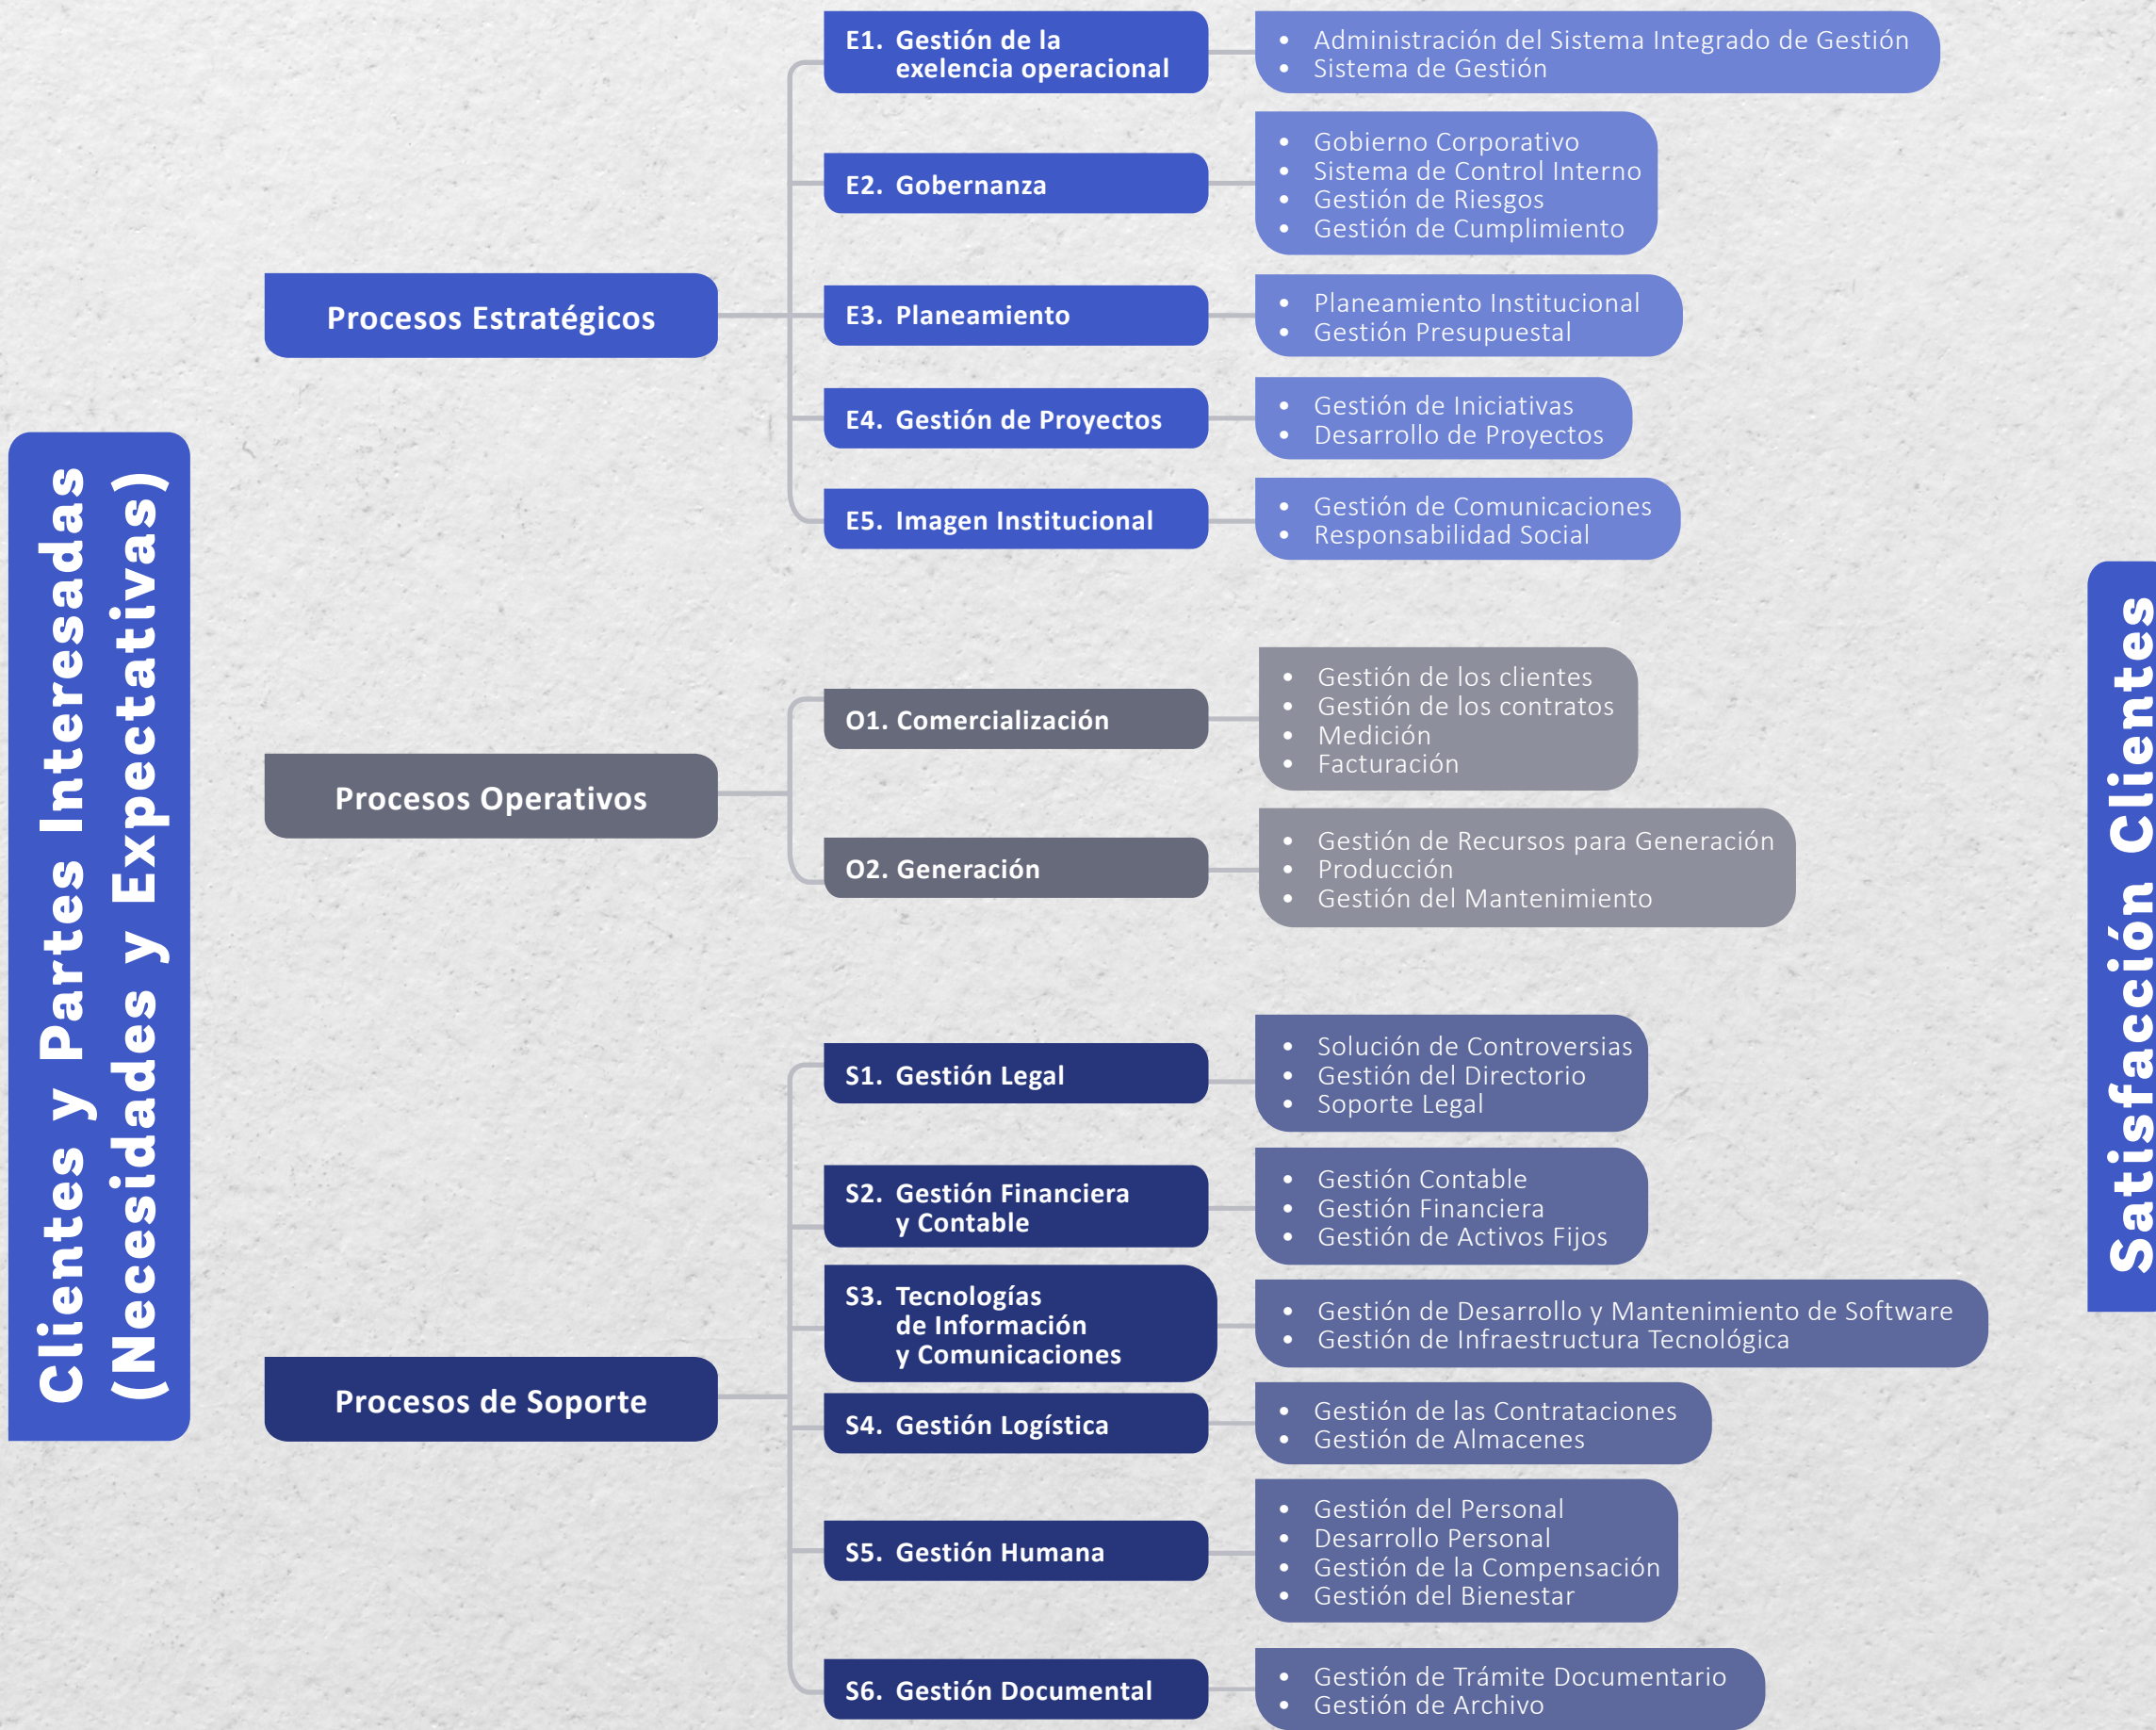 Clientes y Partes Interesadas
(Necesidades y Expectativas)
Procesos Estratégicos
E1. Gestión de la
exelencia operacional
• Administración del Sistema Integrado de Gestión
• Sistema de Gestión
E2. Gobernanza
• Gobierno Corporativo
• Sistema de Control Interno
• Gestión de Riesgos
• Gestión de Cumplimiento
E3. Planeamiento
• Planeamiento Institucional
• Gestión Presupuestal
E4. Gestión de Proyectos
• Gestión de Iniciativas
• Desarrollo de Proyectos
E5. Imagen Institucional
• Gestión de Comunicaciones
• Responsabilidad Social
Procesos Operativos
O1. Comercialización
• Gestión de los clientes
• Gestión de los contratos
• Medición
• Facturación
O2. Generación
• Gestión de Recursos para Generación
• Producción
• Gestión del Mantenimiento
Procesos de Soporte
S1. Gestión Legal
• Solución de Controversias
• Gestión del Directorio
• Soporte Legal
S2. Gestión Financiera
y Contable
• Gestión Contable
• Gestión Financiera
• Gestión de Activos Fijos
S3. Tecnologías
de Información
y Comunicaciones
• Gestión de Desarrollo y Mantenimiento de Software
• Gestión de Infraestructura Tecnológica
S4. Gestión Logística
• Gestión de las Contrataciones
• Gestión de Almacenes
S5. Gestión Humana
• Gestión del Personal
• Desarrollo Personal
• Gestión de la Compensación
• Gestión del Bienestar
S6. Gestión Documental
• Gestión de Trámite Documentario
• Gestión de Archivo
Satisfacción Clientes